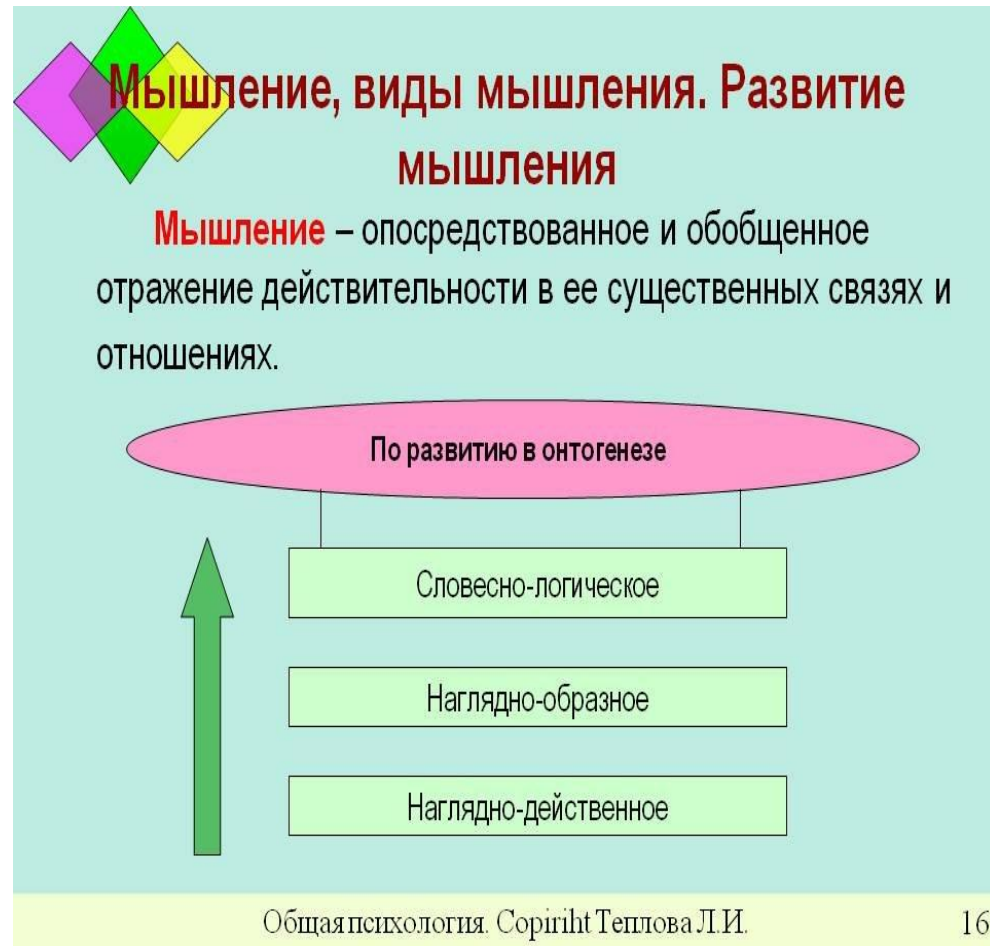 Мышление, виды мышления. Развитие
мышления
Мышление – опосредствованное и обобщенное
отражение действительности в ее существенных связях и
отношениях.
По развитию в онтогенезе
Словесно-логическое
Наглядно-образное
Наглядно-действенное
Общая психология. Copiriht Теплова Л.И. 16